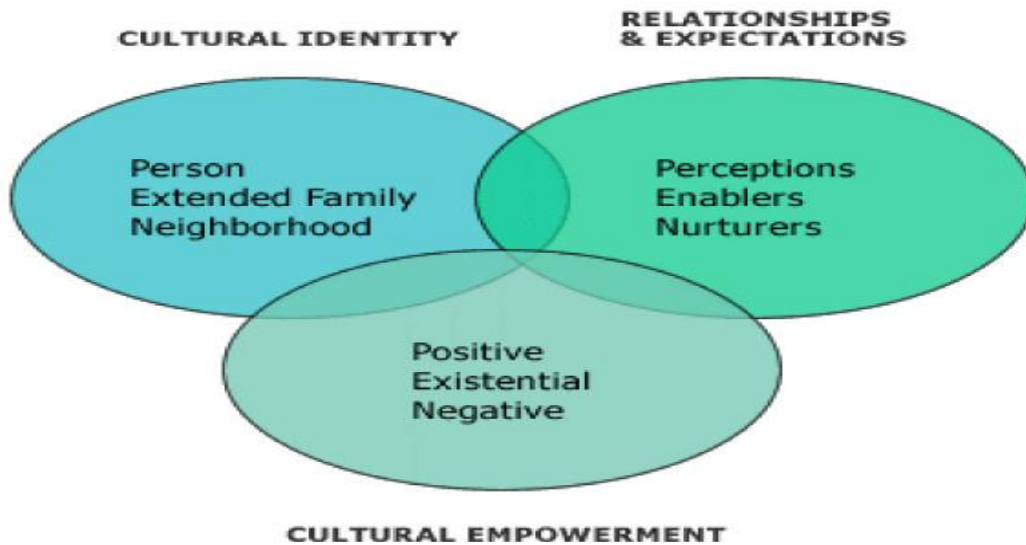 CULTURAL IDENTITY
RELATIONSHIPS
& EXPECTATIONS
Person
Extended Family
Neighborhood
Perceptions
Enablers
Nurturers
Positive
Existential
Negative
CULTURAL EMPOWERMENT